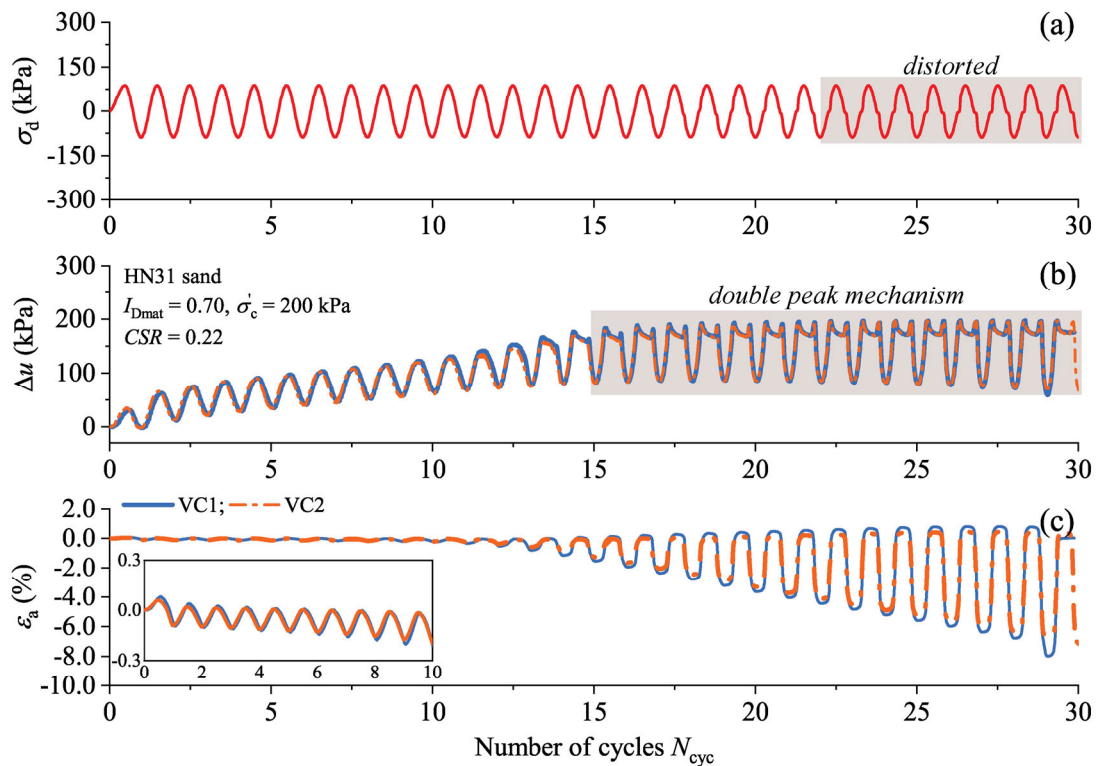 (a)
300
150
0
-150
-300
σd (kPa)
distorted
0 5 10 15 20 25 30
(b)
300
200
100
0
Δu (kPa)
HN31 sand
IDmat = 0.70, σ'c = 200 kPa
CSR = 0.22
double peak mechanism
0 5 10 15 20 25 30
VC1; VC2
(c)
2.0
0.0
-2.0
-4.0
-6.0
-8.0
-10.0
εa (%)
0.3
0.0
-0.3
0 2 4 6 8 10
0 5 10 15 20 25 30
Number of cycles Ncyc